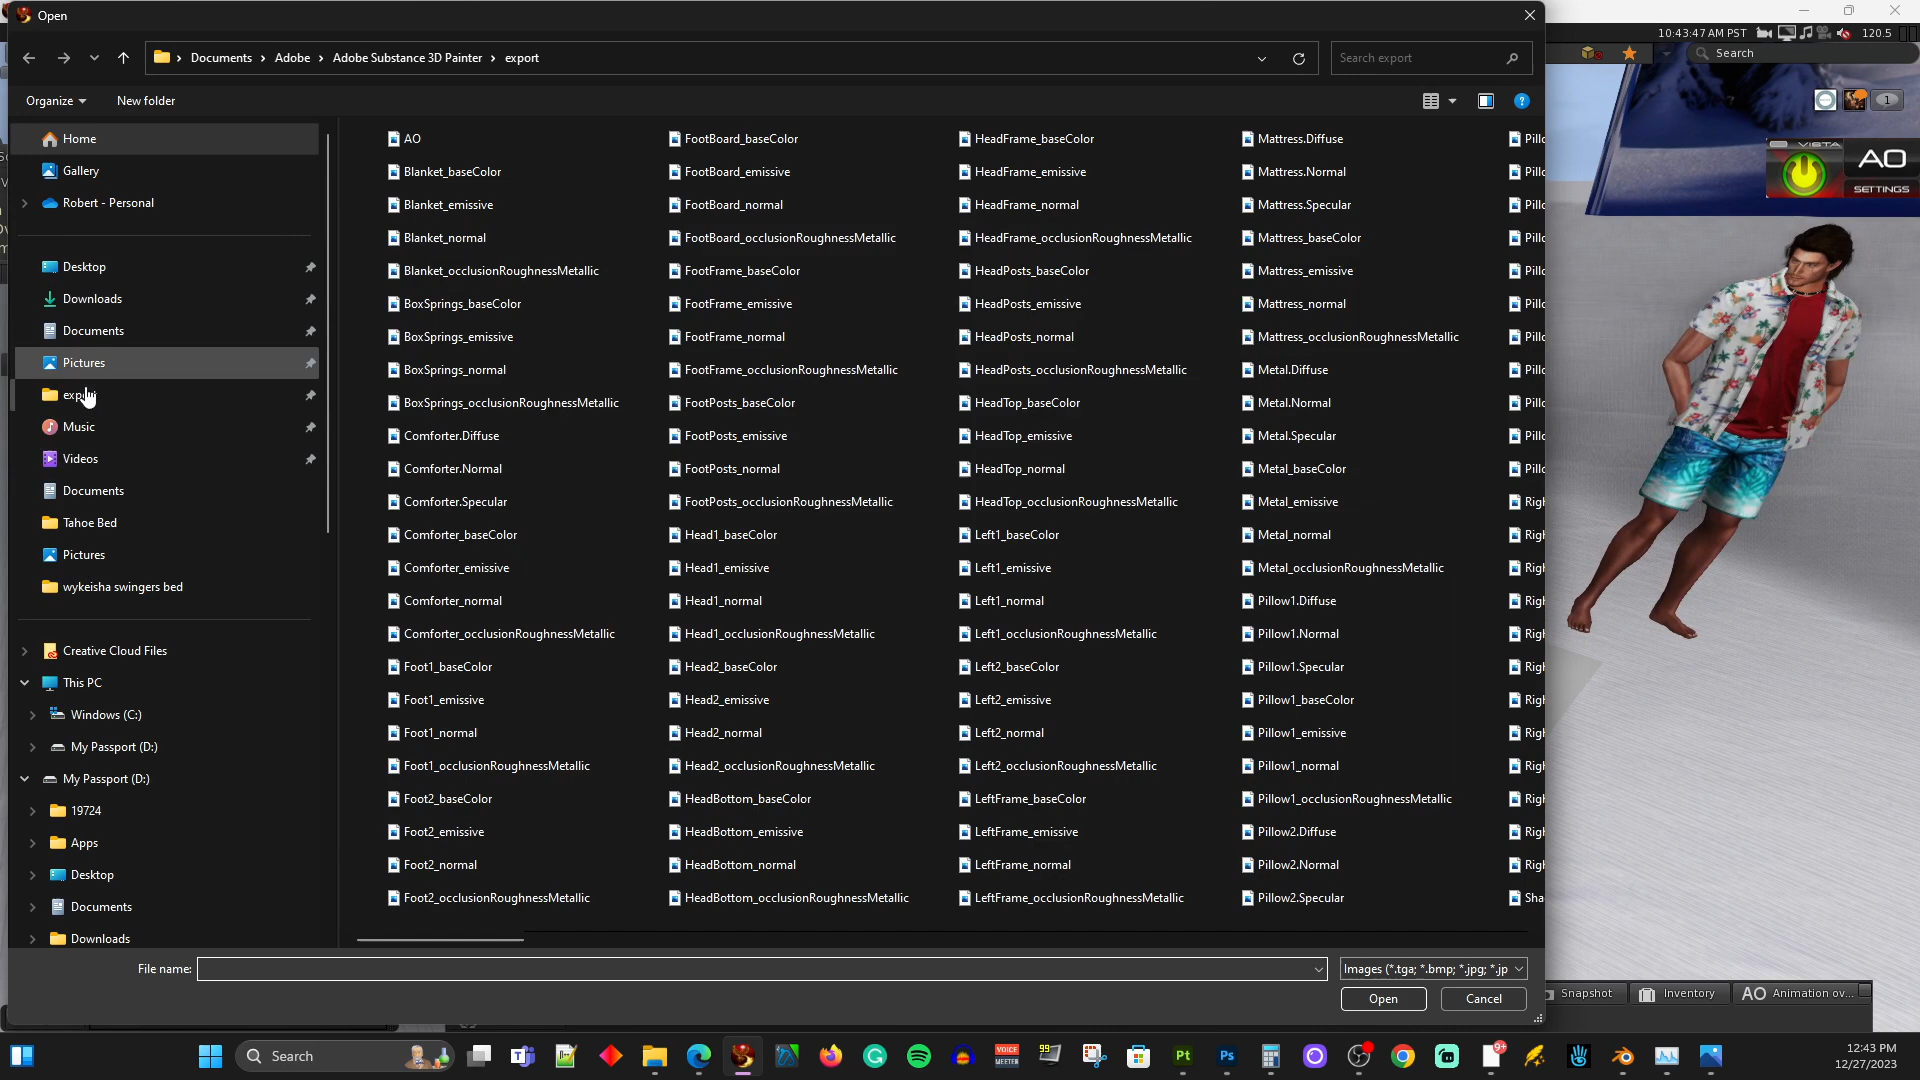 Open
10:43:47 AM PST
120.5
Documents > Adobe > Adobe Substance 3D Painter > export
Search export
Search
Organize
New folder
1
VISTA
AO
SETTINGS
Home
Gallery
Robert - Personal
Desktop
Downloads
Documents
Pictures
Music
Videos
Documents
Tahoe Bed
Pictures
wykeisha swingers bed
Creative Cloud Files
This PC
Windows (C:)
My Passport (D:)
My Passport (D:)
19724
Apps
Desktop
Documents
Downloads
AO
Blanket_baseColor
Blanket_emissive
Blanket_normal
Blanket_occlusionRoughnessMetallic
BoxSprings_baseColor
BoxSprings_emissive
BoxSprings_normal
BoxSprings_occlusionRoughnessMetallic
Comforter.Diffuse
Comforter.Normal
Comforter.Specular
Comforter_baseColor
Comforter_emissive
Comforter_normal
Comforter_occlusionRoughnessMetallic
Foot1_baseColor
Foot1_emissive
Foot1_normal
Foot1_occlusionRoughnessMetallic
Foot2_baseColor
Foot2_emissive
Foot2_normal
Foot2_occlusionRoughnessMetallic
FootBoard_baseColor
FootBoard_emissive
FootBoard_normal
FootBoard_occlusionRoughnessMetallic
FootFrame_baseColor
FootFrame_emissive
FootFrame_normal
FootFrame_occlusionRoughnessMetallic
FootPosts_baseColor
FootPosts_emissive
FootPosts_normal
FootPosts_occlusionRoughnessMetallic
Head1_baseColor
Head1_emissive
Head1_normal
Head1_occlusionRoughnessMetallic
Head2_baseColor
Head2_emissive
Head2_normal
Head2_occlusionRoughnessMetallic
HeadBottom_baseColor
HeadBottom_emissive
HeadBottom_normal
HeadBottom_occlusionRoughnessMetallic
HeadFrame_baseColor
HeadFrame_emissive
HeadFrame_normal
HeadFrame_occlusionRoughnessMetallic
HeadPosts_baseColor
HeadPosts_emissive
HeadPosts_normal
HeadPosts_occlusionRoughnessMetallic
HeadTop_baseColor
HeadTop_emissive
HeadTop_normal
HeadTop_occlusionRoughnessMetallic
Left1_baseColor
Left1_emissive
Left1_normal
Left1_occlusionRoughnessMetallic
Left2_baseColor
Left2_emissive
Left2_normal
Left2_occlusionRoughnessMetallic
LeftFrame_baseColor
LeftFrame_emissive
LeftFrame_normal
LeftFrame_occlusionRoughnessMetallic
Mattress.Diffuse
Mattress.Normal
Mattress.Specular
Mattress_baseColor
Mattress_emissive
Mattress_normal
Mattress_occlusionRoughnessMetallic
Metal.Diffuse
Metal.Normal
Metal.Specular
Metal_baseColor
Metal_emissive
Metal_normal
Metal_occlusionRoughnessMetallic
Pillow1.Diffuse
Pillow1.Normal
Pillow1.Specular
Pillow1_baseColor
Pillow1_emissive
Pillow1_normal
Pillow1_occlusionRoughnessMetallic
Pillow2.Diffuse
Pillow2.Normal
Pillow2.Specular
File name:
Images (*.tga; *.bmp; *.jpg; *.jp
Open
Cancel
Snapshot
Inventory
AO Animation ov...
Search
VOICE
MEETER
99
Pt
Ps
9+
12:43 PM
12/27/2023